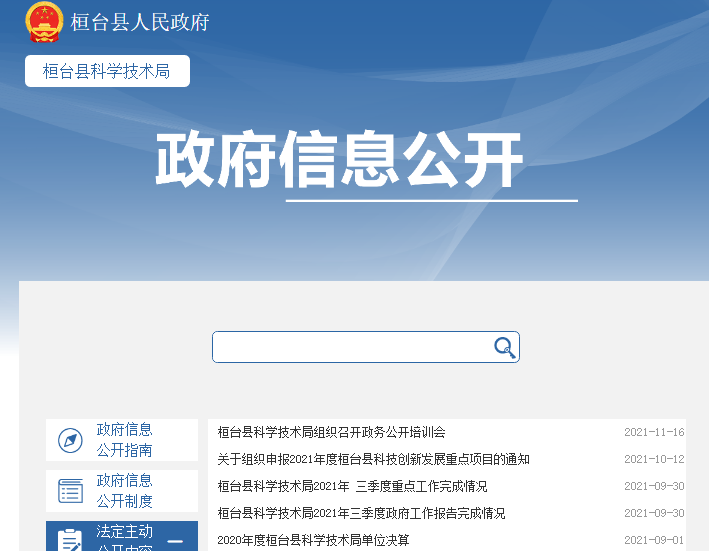 桓台县人民政府
桓台县科学技术局
政府信息公开
政府信息
公开指南
桓台县科学技术局组织召开政务公开培训会 2021-11-16
关于组织申报2021年度桓台县科技创新发展重点项目的通知 2021-10-12
政府信息
公开制度
桓台县科学技术局2021年 三季度重点工作完成情况 2021-09-30
桓台县科学技术局2021年三季度政府工作报告完成情况 2021-09-30
法定主动
公开内容
2020年度桓台县科学技术局单位决算 2021-09-01